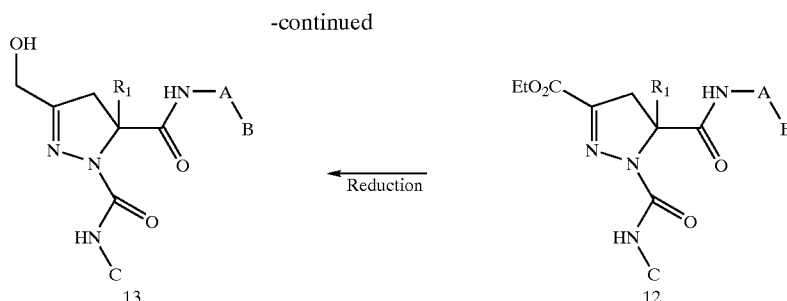 -continued
OH
R1
HN
A
B
N
N
O
O
HN
C
13
Reduction
EtO2C
R1
HN
A
B
N
N
O
O
HN
C
12